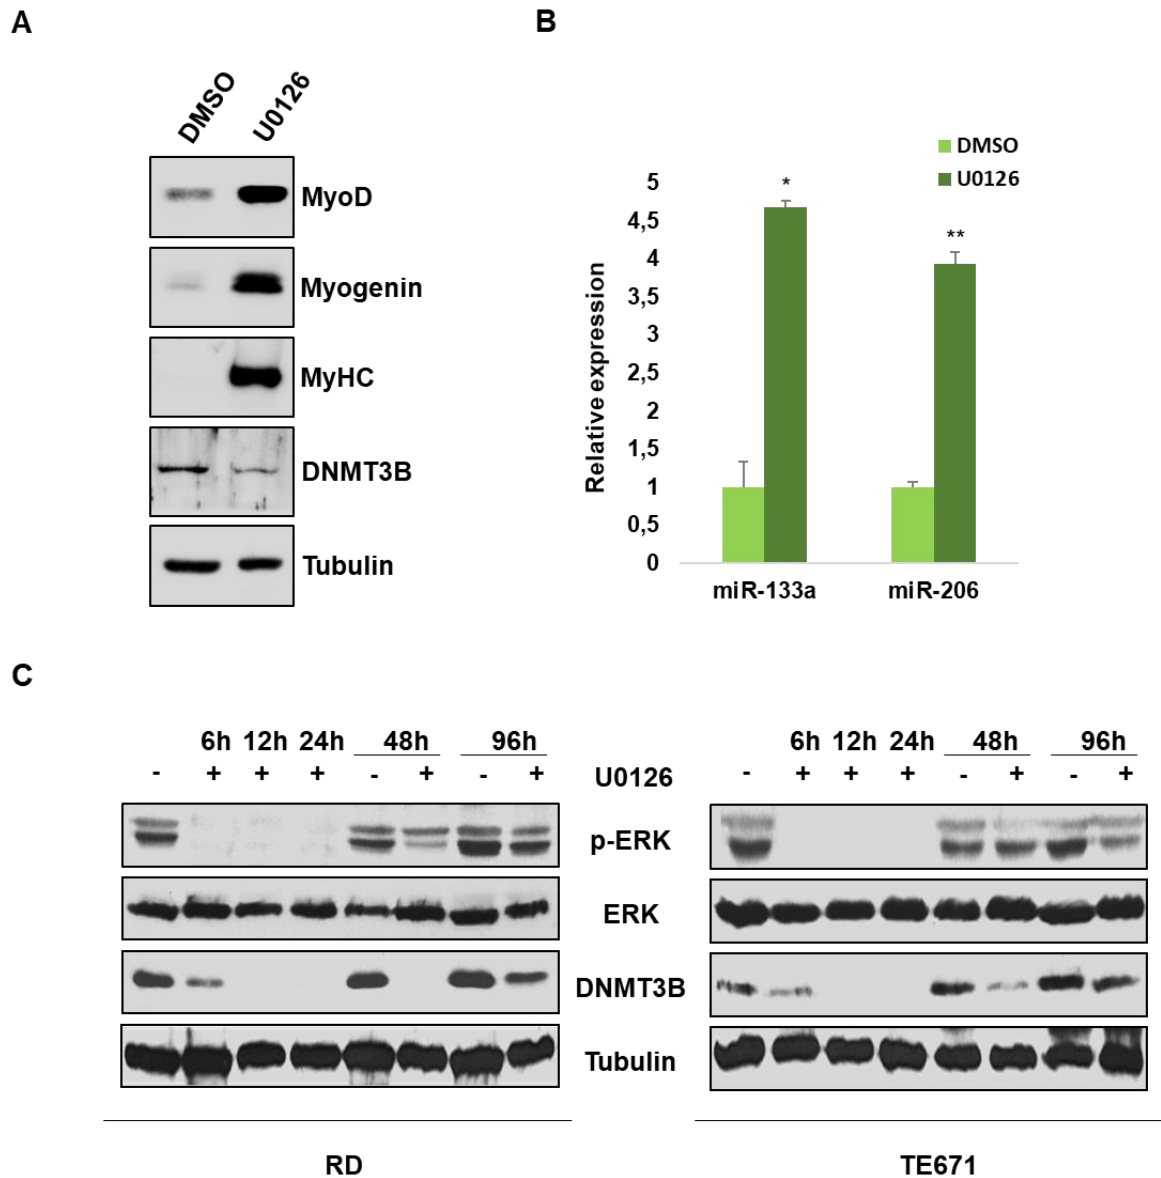 A
B
DMSO
U0126
MyoD
Myogenin
MyHC
DNMT3B
Tubulin
DMSO
U0126
Relative expression
5
4,5
4
3,5
3
2,5
2
1,5
1
0,5
0
*
**
miR-133a
miR-206
C
6h 12h 24h 48h 96h
- + + + - + - +
U0126
6h 12h 24h 48h 96h
- + + + - + - +
p-ERK
ERK
DNMT3B
Tubulin
RD
TE671